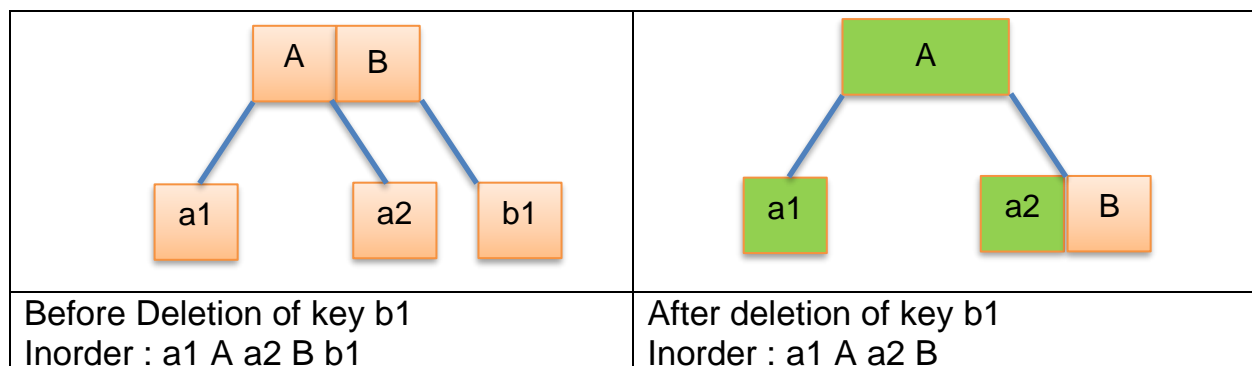 A B
a1 a2 b1
Before Deletion of key b1
Inorder : a1 A a2 B b1
A
a1 a2 B
After deletion of key b1
Inorder : a1 A a2 B